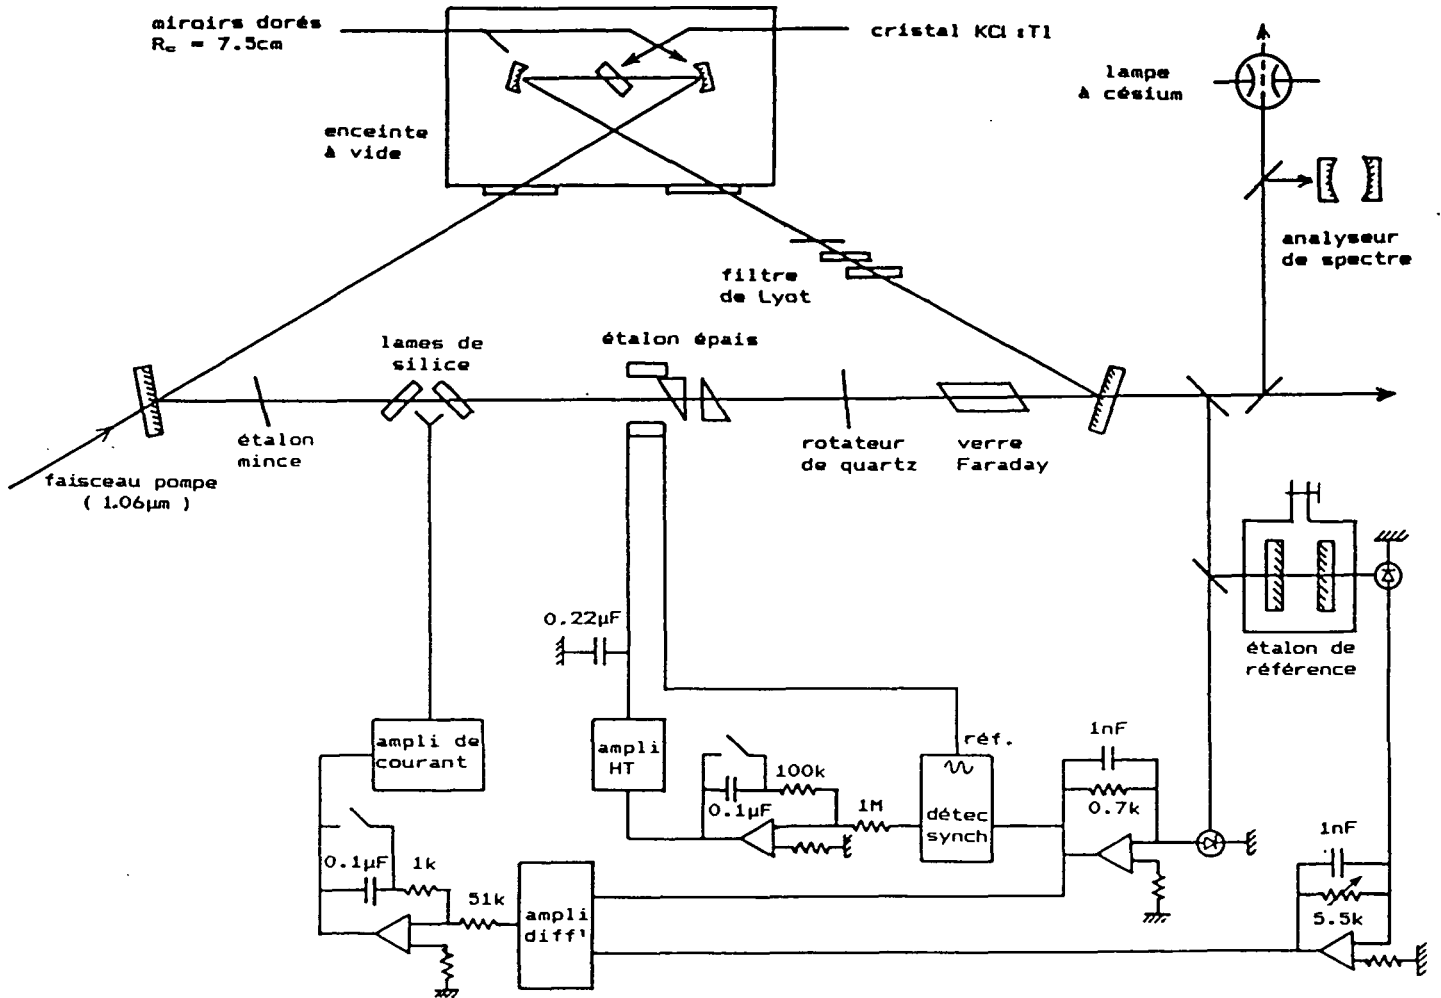 miroirs dorés
Rc = 7.5cm
cristal KCl:Tl
lampe
à césium
enceinte
à vide
analyseur
de spectre
filtre
de Lyot
lames de
silice
étalon épais
étalon
mince
rotateur
de quartz
verre
Faraday
faisceau pompe
( 1.06µm )
0.22µF
étalon de
référence
ampli de
courant
ampli
HT
réf.
1nF
100k
0.1µF
1M
détec
synch
0.7k
1nF
0.1µF
1k
51k
ampli
diffl
5.5k